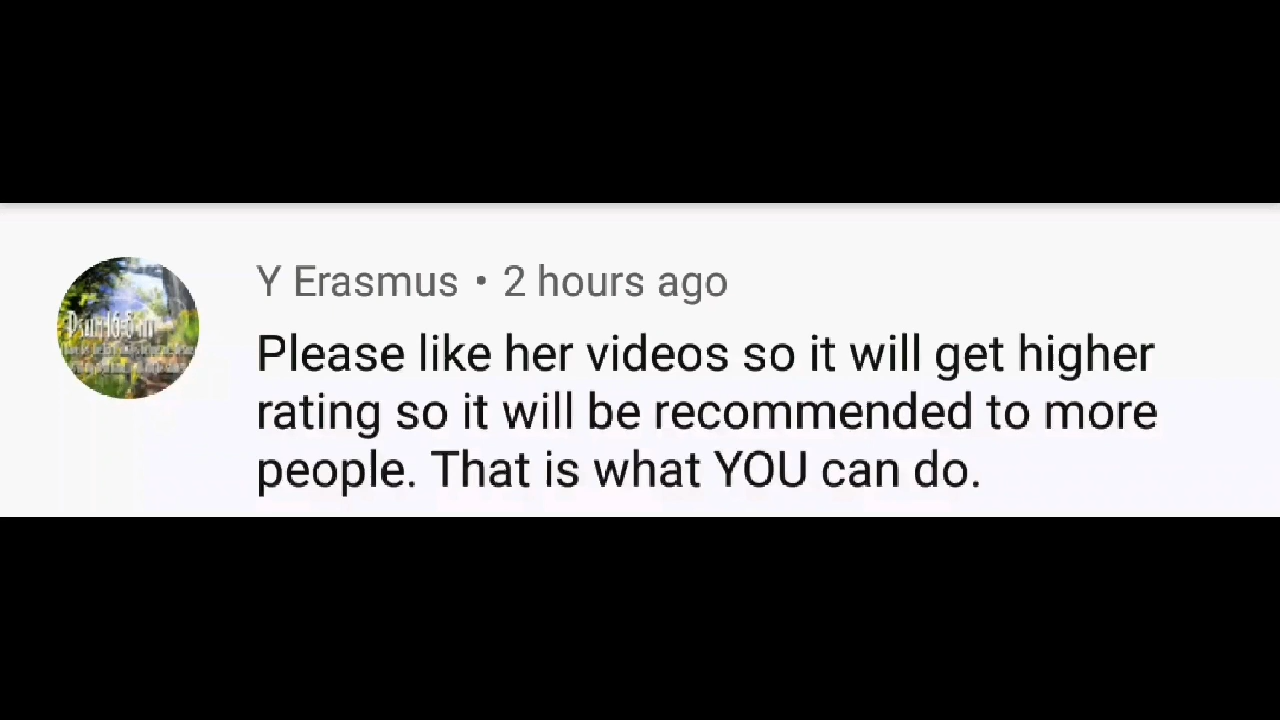 Y Erasmus • 2 hours ago
Please like her videos so it will get higher
rating so it will be recommended to more
people. That is what YOU can do.